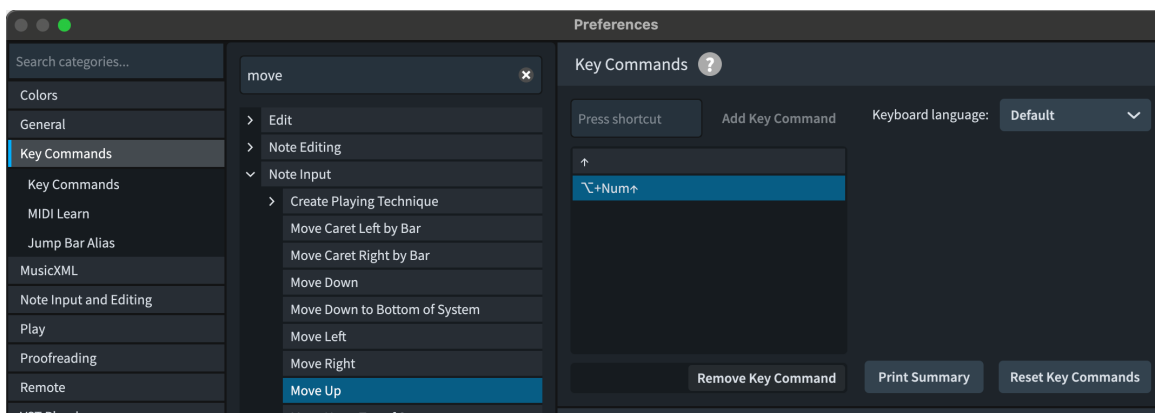 Preferences
Search categories...
Colors
General
Key Commands
Key Commands
MIDI Learn
Jump Bar Alias
MusicXML
Note Input and Editing
Play
Proofreading
Remote
move
Edit
Note Editing
Note Input
Create Playing Technique
Move Caret Left by Bar
Move Caret Right by Bar
Move Down
Move Down to Bottom of System
Move Left
Move Right
Move Up
Key Commands ?
Press shortcut
Add Key Command
Keyboard language:
Default
↑
⌥+Num↑
Remove Key Command
Print Summary
Reset Key Commands